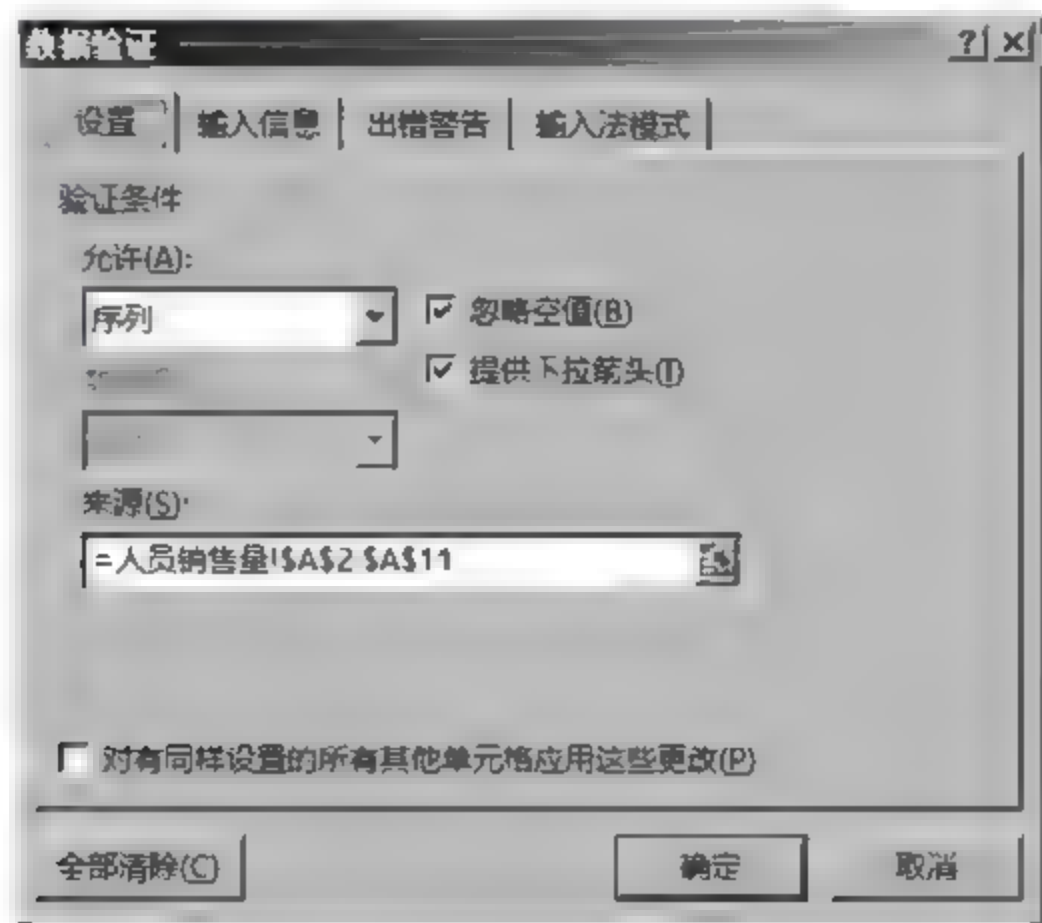 数据验证
设置 输入信息 出错警告 输入法模式
验证条件
允许(A):
序列 忽略空值(B)
提供下拉箭头(I)
来源(S):
=人员销售量!$A$2 $A$11
对有同样设置的所有其他单元格应用这些更改(P)
全部清除(C) 确定 取消